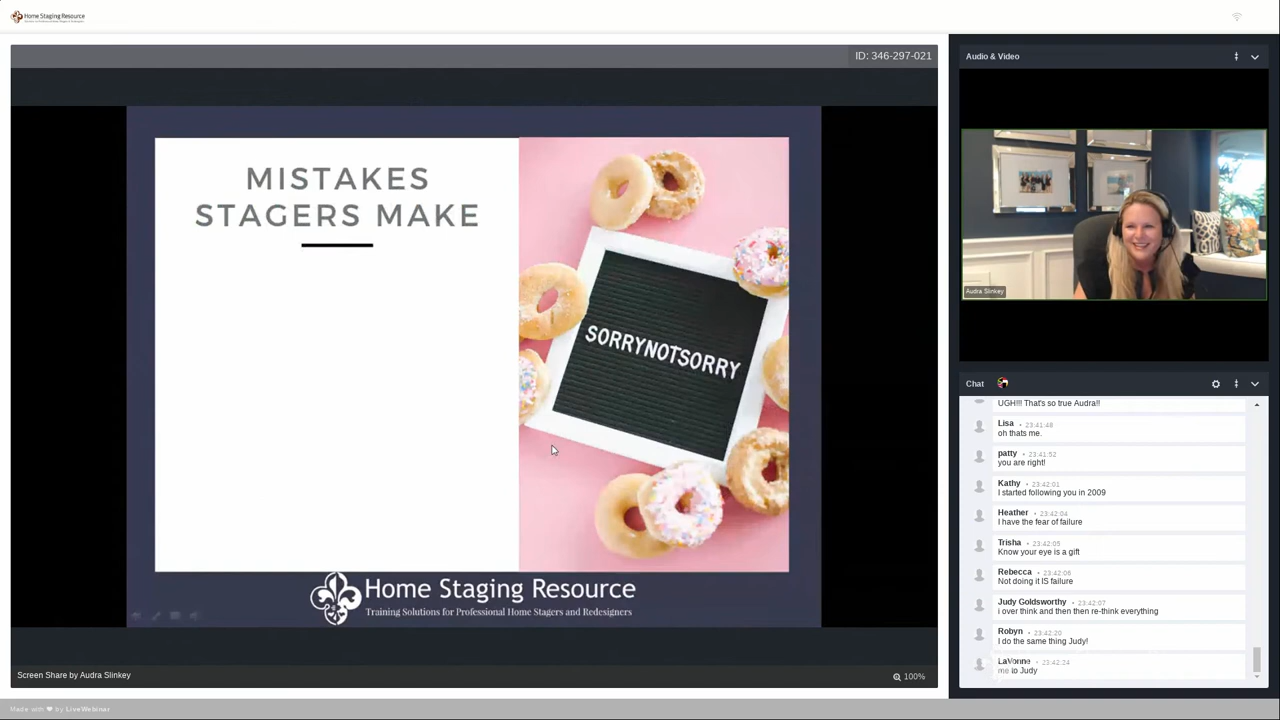 Home Staging Resource
ID: 346-297-021
MISTAKES
STAGERS MAKE
SORRYNOTSORRY
Home Staging Resource
Training Solutions for Professional Home Stagers and Redesigners
Screen Share by Audra Slinkey
100%
Audio & Video
Audra Slinkey
Chat
UGH!!! That's so true Audra!!
Lisa • 23:41:48
oh thats me.
patty • 23:41:52
you are right!
Kathy • 23:42:01
I started following you in 2009
Heather • 23:42:04
I have the fear of failure
Trisha • 23:42:05
Know your eye is a gift
Rebecca • 23:42:06
Not doing it IS failure
Judy Goldsworthy • 23:42:07
i over think and then then re-think everything
Robyn • 23:42:20
I do the same thing Judy!
LaVonne • 23:42:24
me to Judy
Made with ❤ by LiveWebinar